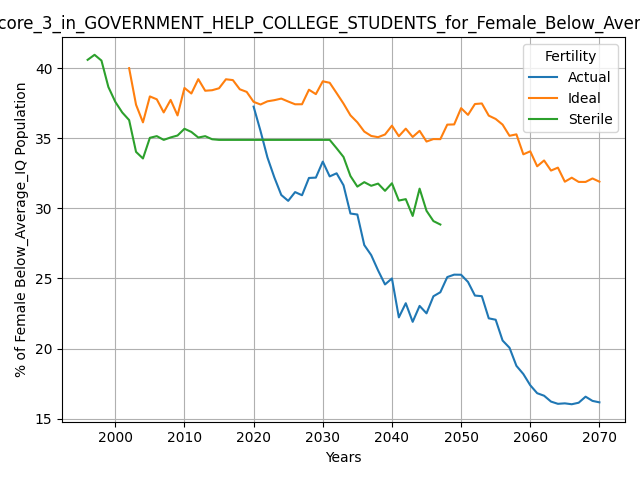 core_3_in_GOVERNMENT_HELP_COLLEGE_STUDENTS_for_Female_Below_Aver
Fertility
Actual
Ideal
Sterile
% of Female Below_Average_IQ Population
40
35
30
25
20
15
2000 2010 2020 2030 2040 2050 2060 2070
Years